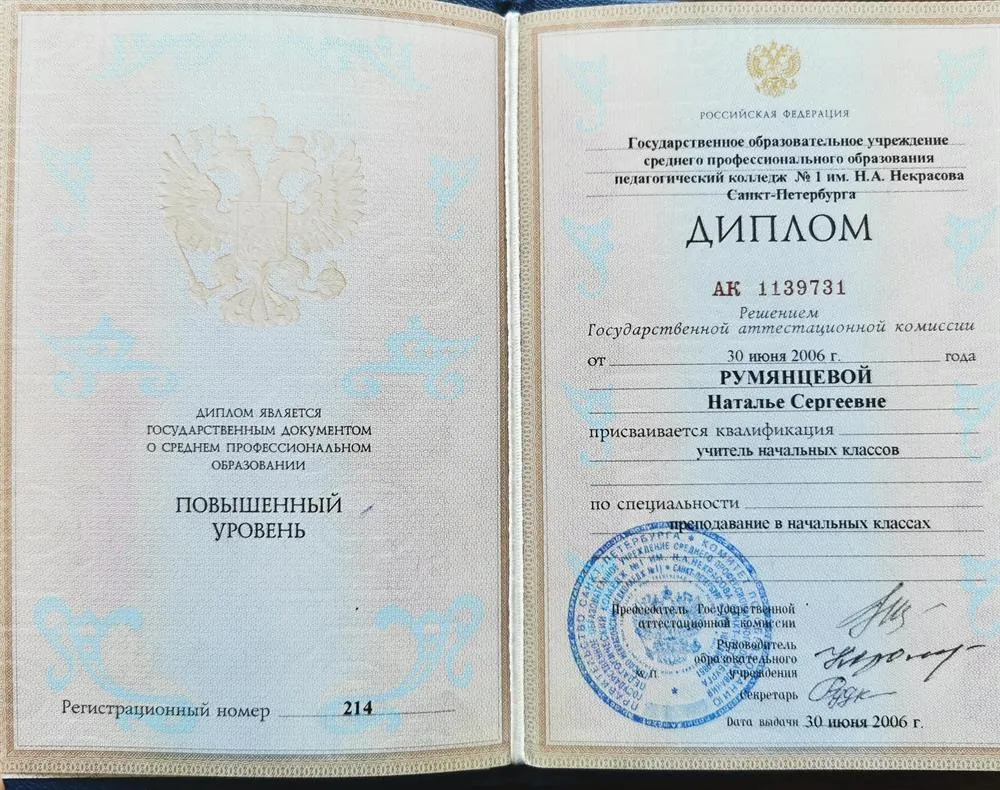 ДИПЛОМ ЯВЛЯЕТСЯ
ГОСУДАРСТВЕННЫМ ДОКУМЕНТОМ
О СРЕДНЕМ ПРОФЕССИОНАЛЬНОМ
ОБРАЗОВАНИИ
ПОВЫШЕННЫЙ
УРОВЕНЬ
Регистрационный номер 214
РОССИЙСКАЯ ФЕДЕРАЦИЯ
Государственное образовательное учреждение
среднего профессионального образования
педагогический колледж № 1 им. Н.А. Некрасова
Санкт-Петербурга
ДИПЛОМ
АК 1139731
Решением
Государственной аттестационной комиссии
от 30 июня 2006 г. года
РУМЯНЦЕВОЙ
Наталье Сергеевне
присваивается квалификация
учитель начальных классов
по специальности
преподавание в начальных классах
Председатель Государственной
аттестационной комиссии
Руководитель
образовательного
учреждения
М.П.
Секретарь
Дата выдачи 30 июня 2006 г.